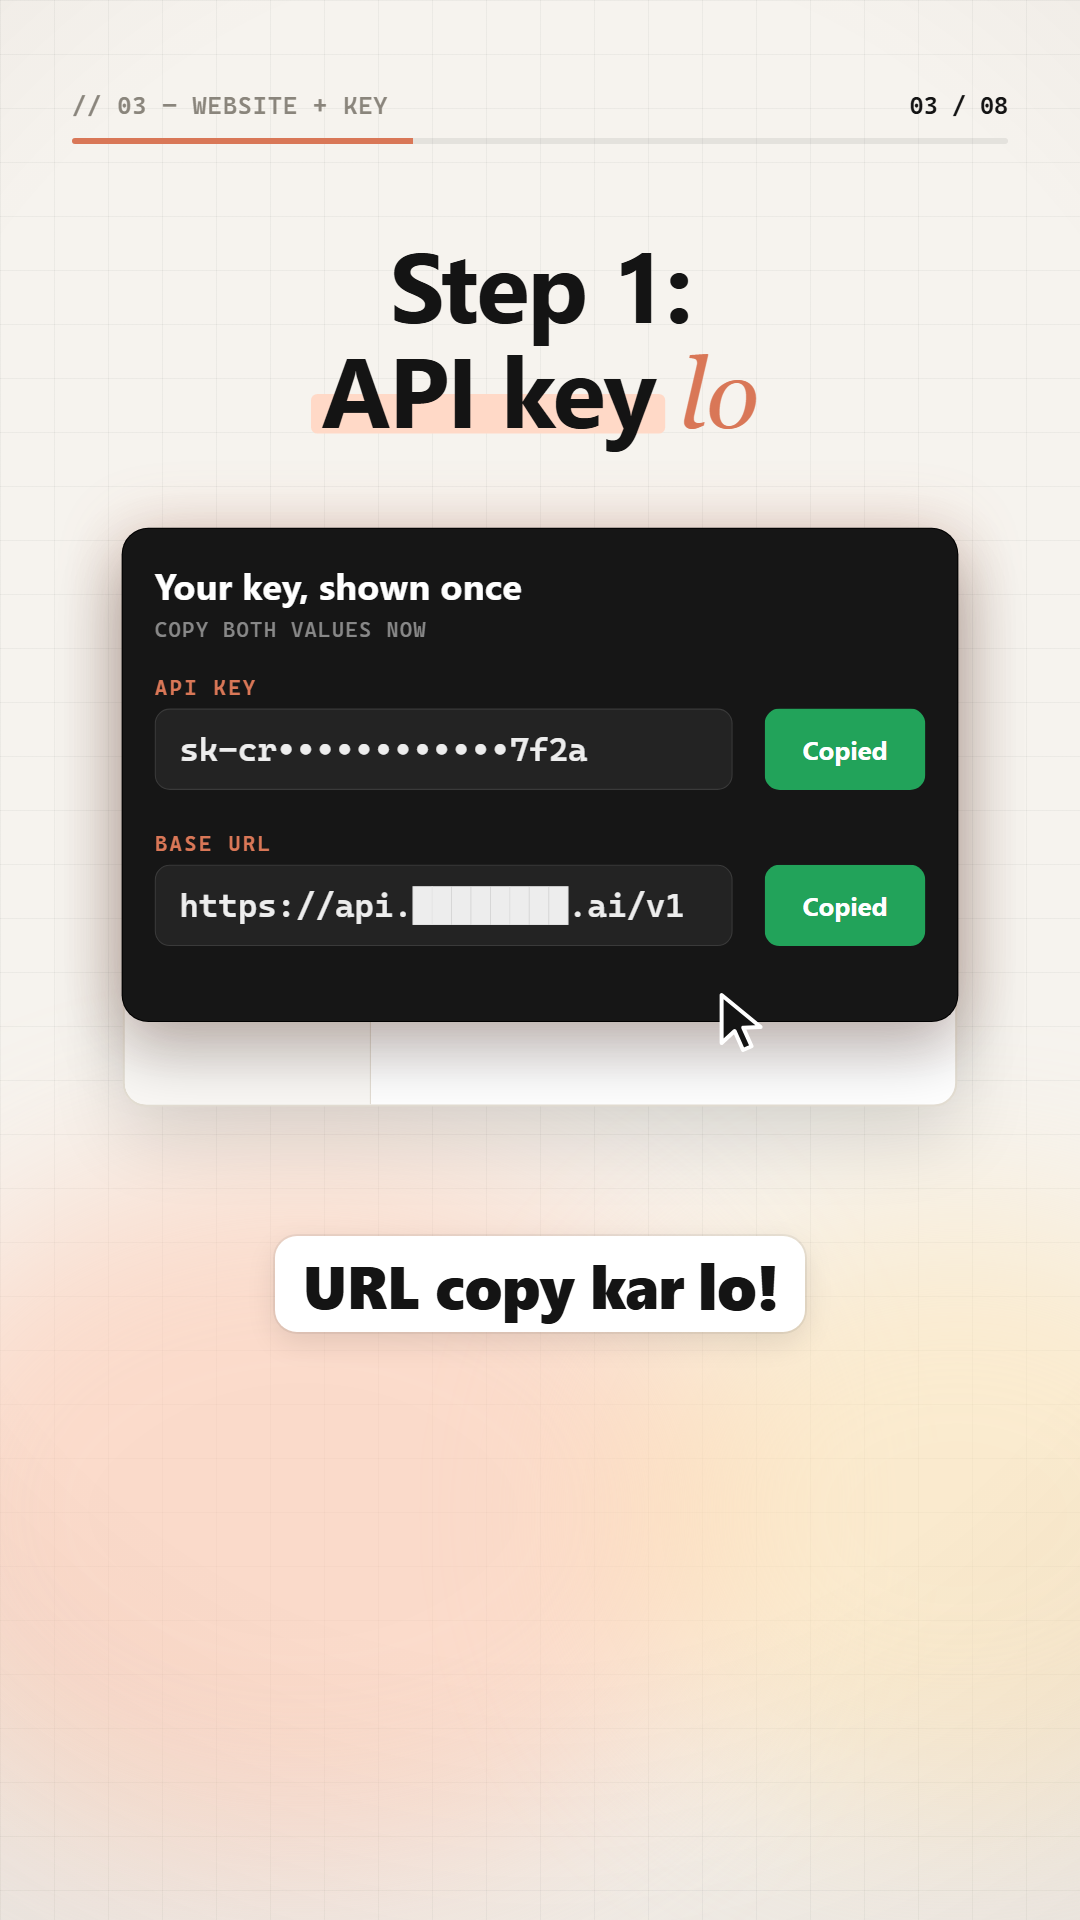 // 03 — WEBSITE + KEY
03 / 08
Step 1:
API key lo
Your key, shown once
COPY BOTH VALUES NOW
API KEY
sk-cr••••••••••••7f2a
Copied
BASE URL
https://api.████████.ai/v1
Copied
URL copy kar lo!